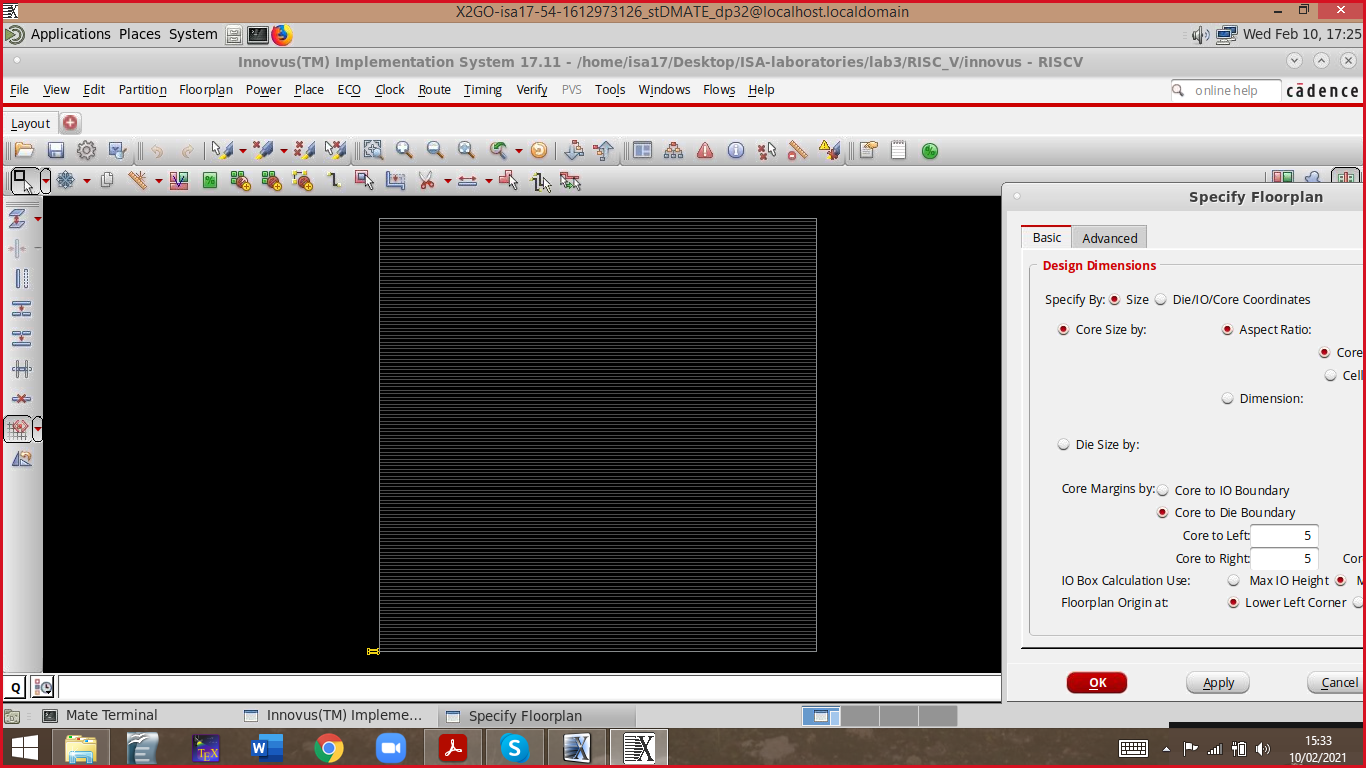 X2GO-isa17-54-1612973126_stDMATE_dp32@localhost.localdomain
Applications Places System
Wed Feb 10, 17:25
Innovus(TM) Implementation System 17.11 - /home/isa17/Desktop/ISA-laboratories/lab3/RISC_V/innovus - RISCV
File View Edit Partition Floorplan Power Place ECO Clock Route Timing Verify PVS Tools Windows Flows Help
online help
cādence
Layout
Specify Floorplan
Basic
Advanced
Design Dimensions
Specify By: Size Die/IO/Core Coordinates
Core Size by: Aspect Ratio:
Core
Cell
Dimension:
Die Size by:
Core Margins by: Core to IO Boundary
Core to Die Boundary
Core to Left: 5
Core to Right: 5 Cor
IO Box Calculation Use: Max IO Height M
Floorplan Origin at: Lower Left Corner
OK Apply Cancel
Q
Mate Terminal
Innovus(TM) Impleme...
Specify Floorplan
TEX
W
S
X
X
15:33
10/02/2021